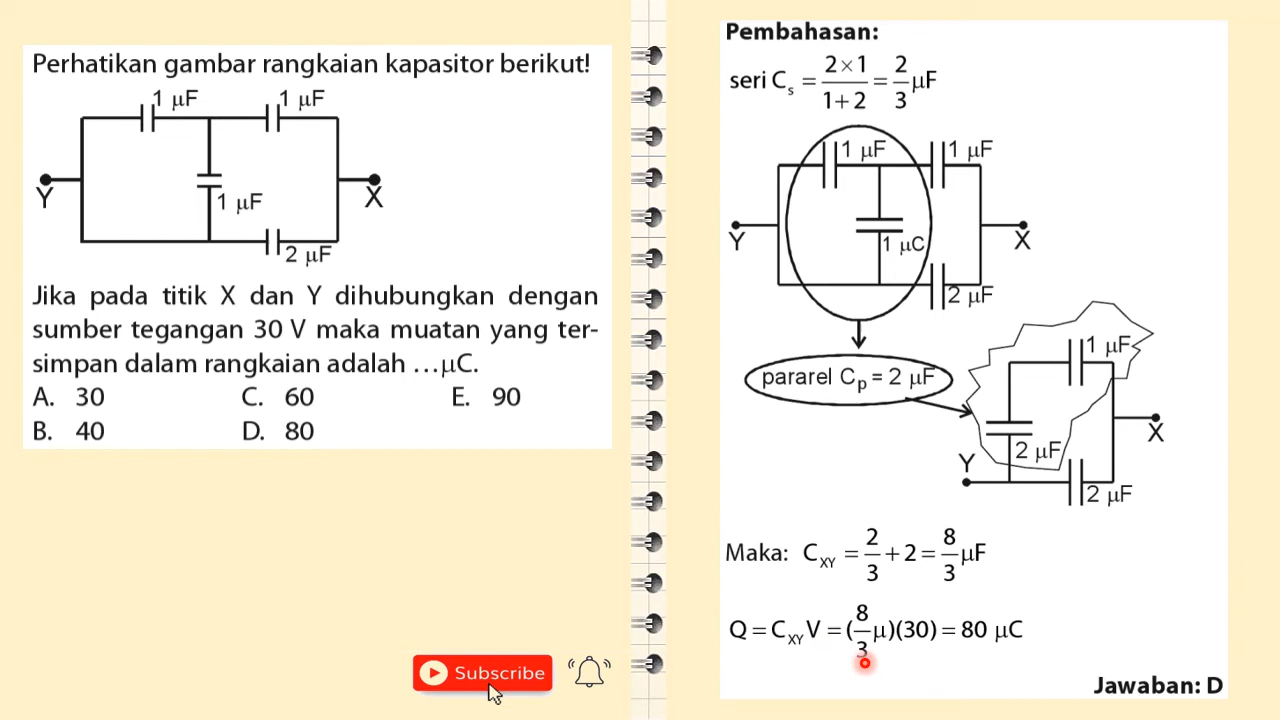 Perhatikan gambar rangkaian kapasitor berikut!
1 μF 1 μF
Y 1 μF X
2 μF
Jika pada titik X dan Y dihubungkan dengan
sumber tegangan 30 V maka muatan yang ter-
simpan dalam rangkaian adalah ...μC.
A. 30 C. 60 E. 90
B. 40 D. 80
Subscribe
Pembahasan:
seri Cₛ = (2×1)/(1+2) = 2/3 μF
1 μF 1 μF
Y 1 μC X
2 μF
pararel Cₚ = 2 μF
1 μF
X
2 μF
Y
2 μF
Maka: C_XY = 2/3 + 2 = 8/3 μF
Q = C_XY V = (8/3 μ)(30) = 80 μC
Jawaban: D